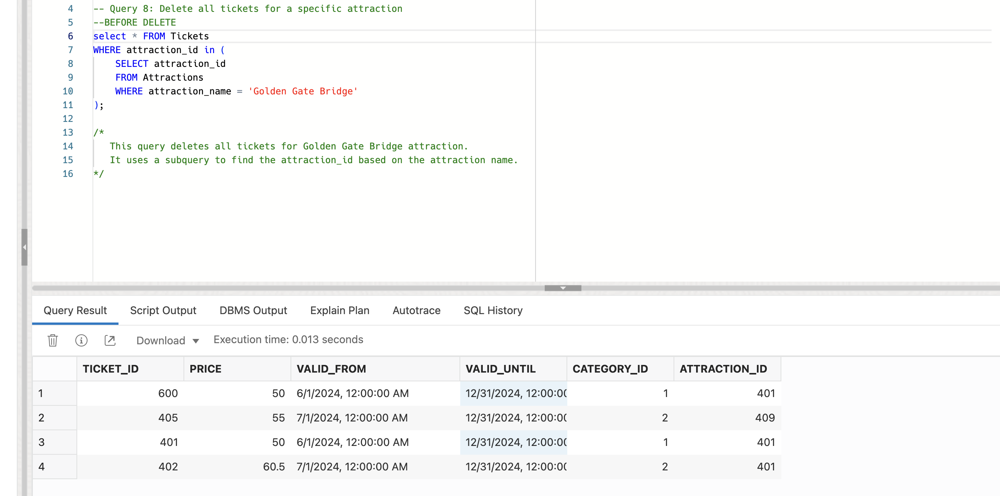 4 -- Query 8: Delete all tickets for a specific attraction
5 --BEFORE DELETE
6 select * FROM Tickets
7 WHERE attraction_id in (
8 SELECT attraction_id
9 FROM Attractions
10 WHERE attraction_name = 'Golden Gate Bridge'
11 );
12
13 /*
14 This query deletes all tickets for Golden Gate Bridge attraction.
15 It uses a subquery to find the attraction_id based on the attraction name.
16 */
Query Result Script Output DBMS Output Explain Plan Autotrace SQL History
Download Execution time: 0.013 seconds
TICKET_ID PRICE VALID_FROM VALID_UNTIL CATEGORY_ID ATTRACTION_ID
1 600 50 6/1/2024, 12:00:00 AM 12/31/2024, 12:00:00 1 401
2 405 55 7/1/2024, 12:00:00 AM 12/31/2024, 12:00:00 2 409
3 401 50 6/1/2024, 12:00:00 AM 12/31/2024, 12:00:00 1 401
4 402 60.5 7/1/2024, 12:00:00 AM 12/31/2024, 12:00:00 2 401